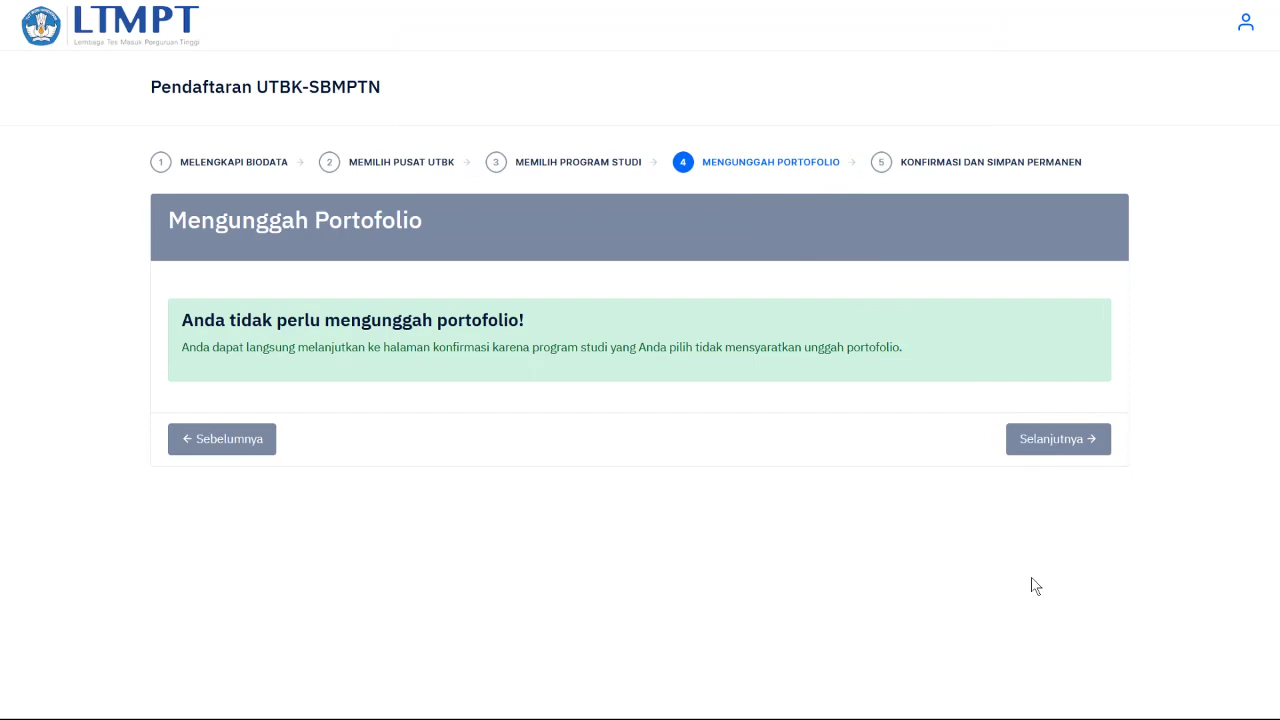 LTMPT
Lembaga Tes Masuk Perguruan Tinggi
Pendaftaran UTBK-SBMPTN
1 MELENGKAPI BIODATA → 2 MEMILIH PUSAT UTBK → 3 MEMILIH PROGRAM STUDI → 4 MENGUNGGAH PORTOFOLIO → 5 KONFIRMASI DAN SIMPAN PERMANEN
Mengunggah Portofolio
Anda tidak perlu mengunggah portofolio!
Anda dapat langsung melanjutkan ke halaman konfirmasi karena program studi yang Anda pilih tidak mensyaratkan unggah portofolio.
← Sebelumnya
Selanjutnya →